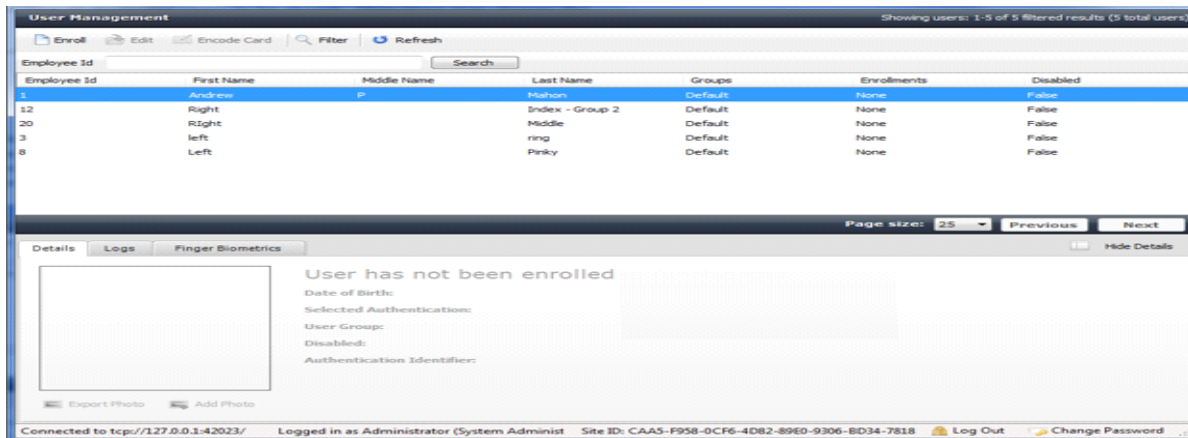 User Management Showing users: 1-5 of 5 filtered results (5 total users)
Enroll Edit Encode Card Filter Refresh
Employee Id Search
Employee Id First Name Middle Name Last Name Groups Enrollments Disabled
1 Andrew P Mahon Default None False
12 Right Index - Group 2 Default None False
20 RIght Middle Default None False
3 left ring Default None False
8 Left Pinky Default None False
Page size: 25 Previous Next
Details Logs Finger Biometrics Hide Details
User has not been enrolled
Date of Birth:
Selected Authentication:
User Group:
Disabled:
Authentication Identifier:
Export Photo Add Photo
Connected to tcp://127.0.0.1:42023/ Logged in as Administrator (System Administ Site ID: CAA5-F958-0CF6-4D82-89E0-9306-BD34-7818 Log Out Change Password